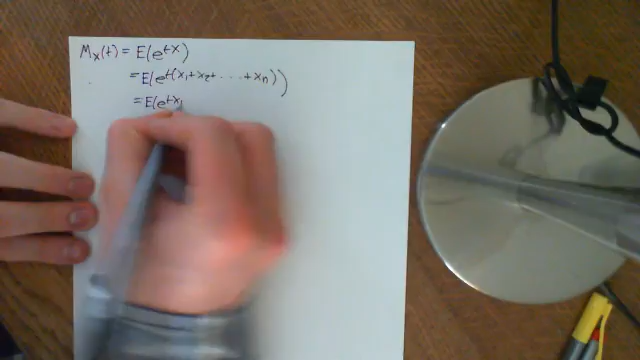 Mx(t) = E(e^tx)
= E(e^t(x₁+x₂+ ... +xₙ))
= E(e^tx₁